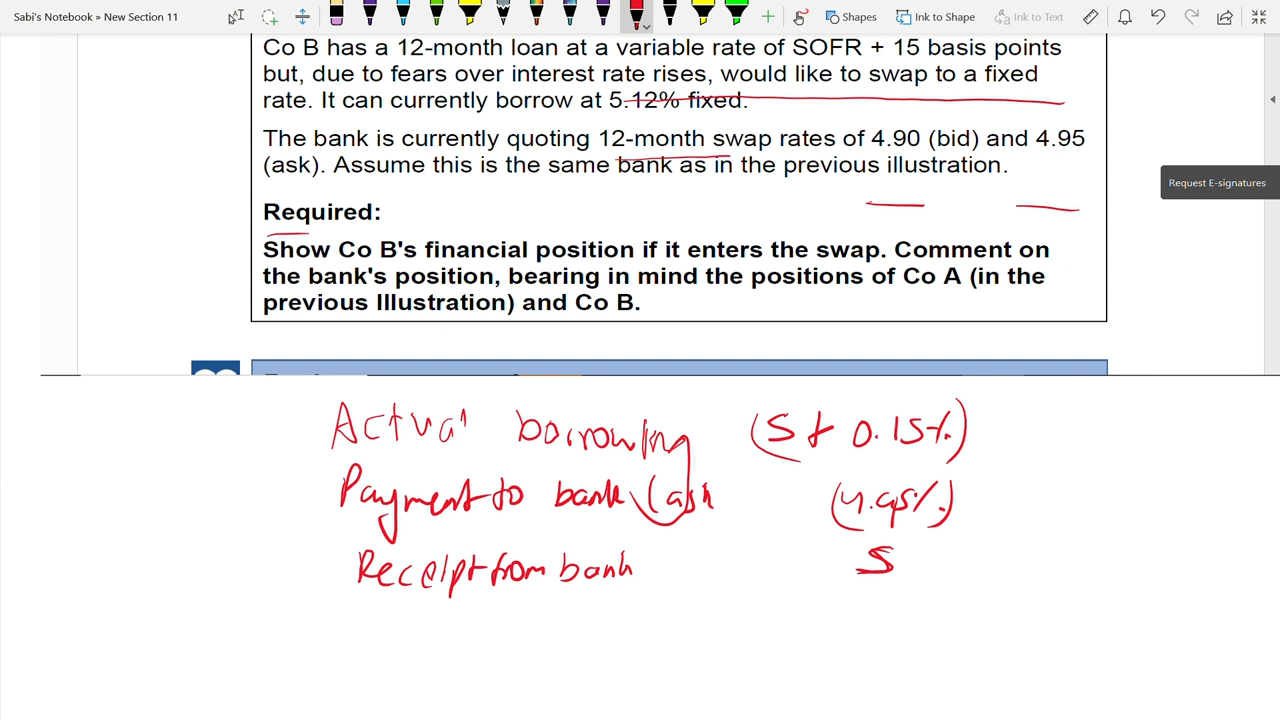 Sabi's Notebook » New Section 11
Shapes
Ink to Shape
Ink to Text
Co B has a 12-month loan at a variable rate of SOFR + 15 basis points
but, due to fears over interest rate rises, would like to swap to a fixed
rate. It can currently borrow at 5.12% fixed.
The bank is currently quoting 12-month swap rates of 4.90 (bid) and 4.95
(ask). Assume this is the same bank as in the previous illustration.
Request E-signatures
Required:
Show Co B's financial position if it enters the swap. Comment on
the bank's position, bearing in mind the positions of Co A (in the
previous Illustration) and Co B.
Actual borrowing (S + 0.15%)
Payment to bank (ask (4.95%)
Receipt from bank S